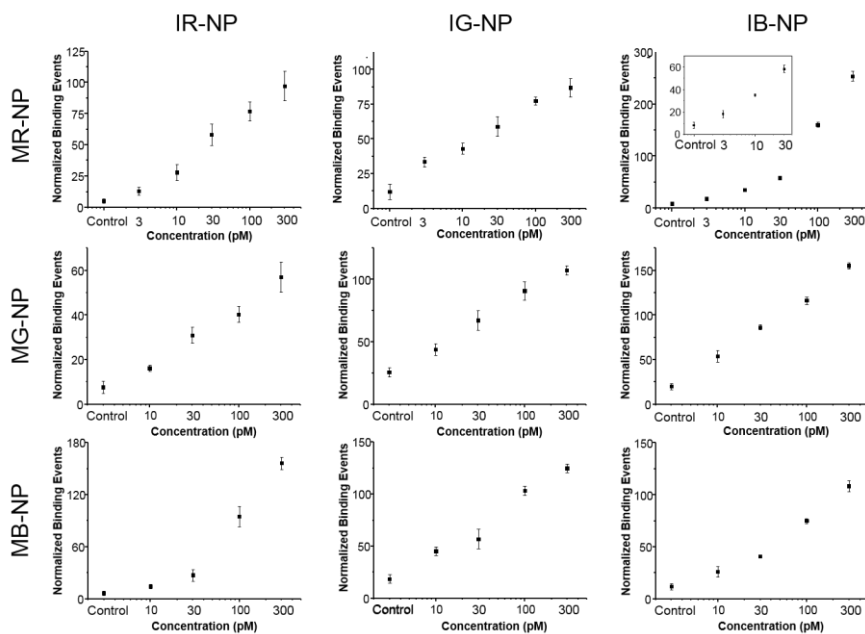 IR-NP
IG-NP
IB-NP
MR-NP
Normalized Binding Events
125
100
75
50
25
0
Control 3 10 30 100 300
Concentration (pM)
Normalized Binding Events
100
75
50
25
0
Control 3 10 30 100 300
Concentration (pM)
Normalized Binding Events
300
200
100
0
Control 3 10 30 100 300
Concentration (pM)
60
40
20
0
Control 3 10 30
MG-NP
Normalized Binding Events
60
40
20
0
Control 10 30 100 300
Concentration (pM)
Normalized Binding Events
100
50
0
Control 10 30 100 300
Concentration (pM)
Normalized Binding Events
150
100
50
0
Control 10 30 100 300
Concentration (pM)
MB-NP
Normalized Binding Events
180
120
60
0
Control 10 30 100 300
Concentration (pM)
Normalized Binding Events
150
100
50
0
Control 10 30 100 300
Concentration (pM)
Normalized Binding Events
150
100
50
0
Control 10 30 100 300
Concentration (pM)